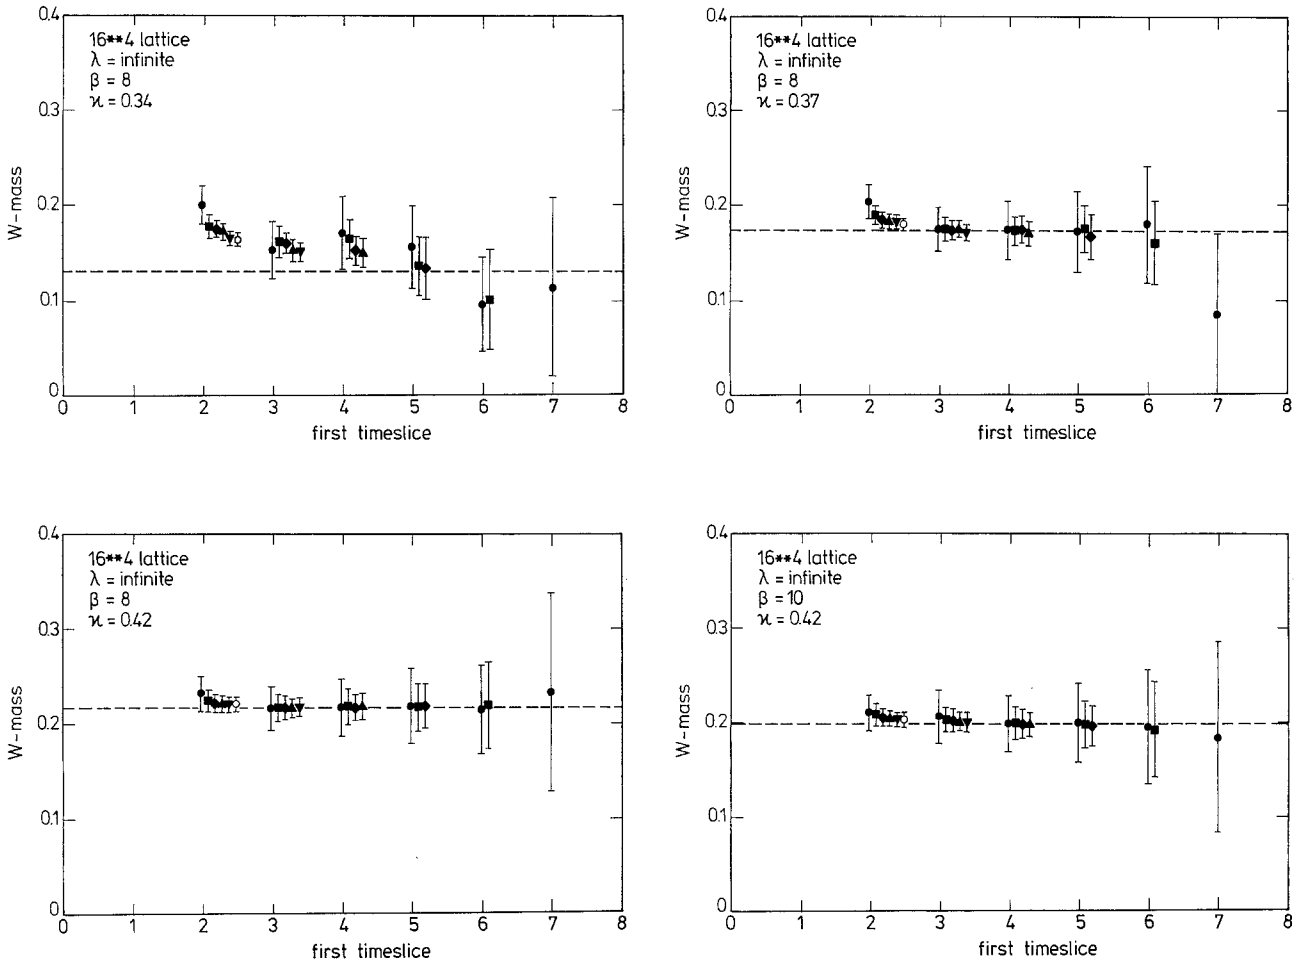 0.4
16**4 lattice
λ = infinite
β = 8
ϰ = 0.34
0.3
W-mass
0.2
0.1
0
0 1 2 3 4 5 6 7 8
first timeslice
0.4
16**4 lattice
λ = infinite
β = 8
ϰ = 0.37
0.3
W-mass
0.2
0.1
0
0 1 2 3 4 5 6 7 8
first timeslice
0.4
16**4 lattice
λ = infinite
β = 8
ϰ = 0.42
0.3
W-mass
0.2
0.1
0
0 1 2 3 4 5 6 7 8
first timeslice
0.4
16**4 lattice
λ = infinite
β = 10
ϰ = 0.42
0.3
W-mass
0.2
0.1
0
0 1 2 3 4 5 6 7 8
first timeslice